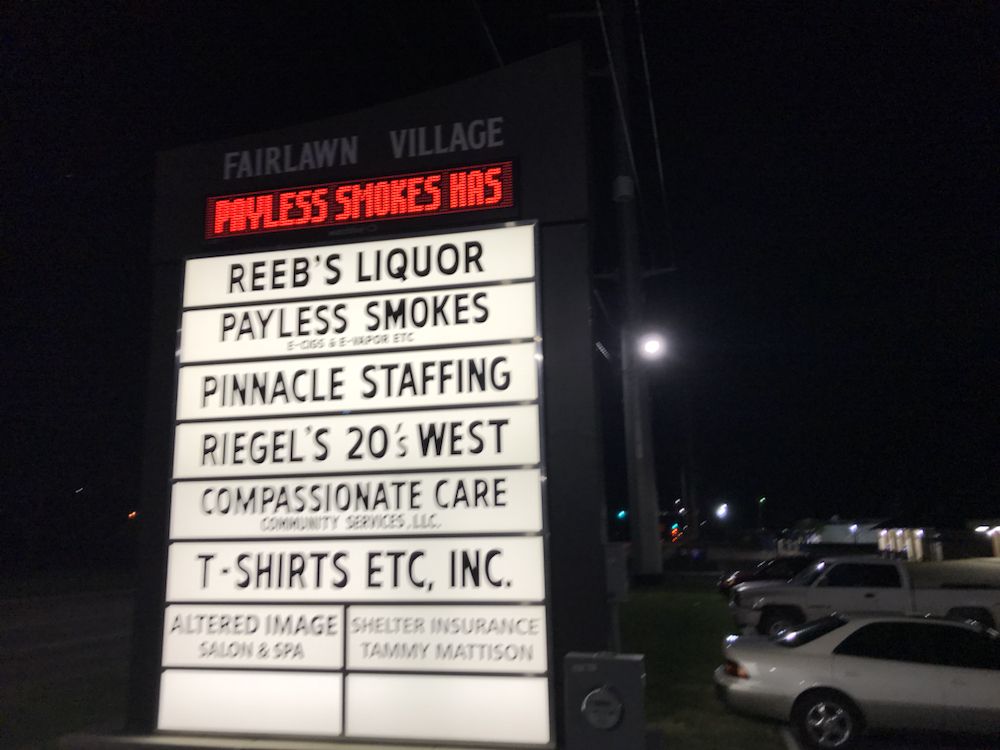 FAIRLAWN VILLAGE
PAYLESS SMOKES HAS
REEB'S LIQUOR
PAYLESS SMOKES
E-CIGS & E-VAPOR ETC
PINNACLE STAFFING
RIEGEL'S 20's WEST
COMPASSIONATE CARE
COMMUNITY SERVICES, LLC.
T-SHIRTS ETC, INC.
ALTERED IMAGE
SALON & SPA
SHELTER INSURANCE
TAMMY MATTISON